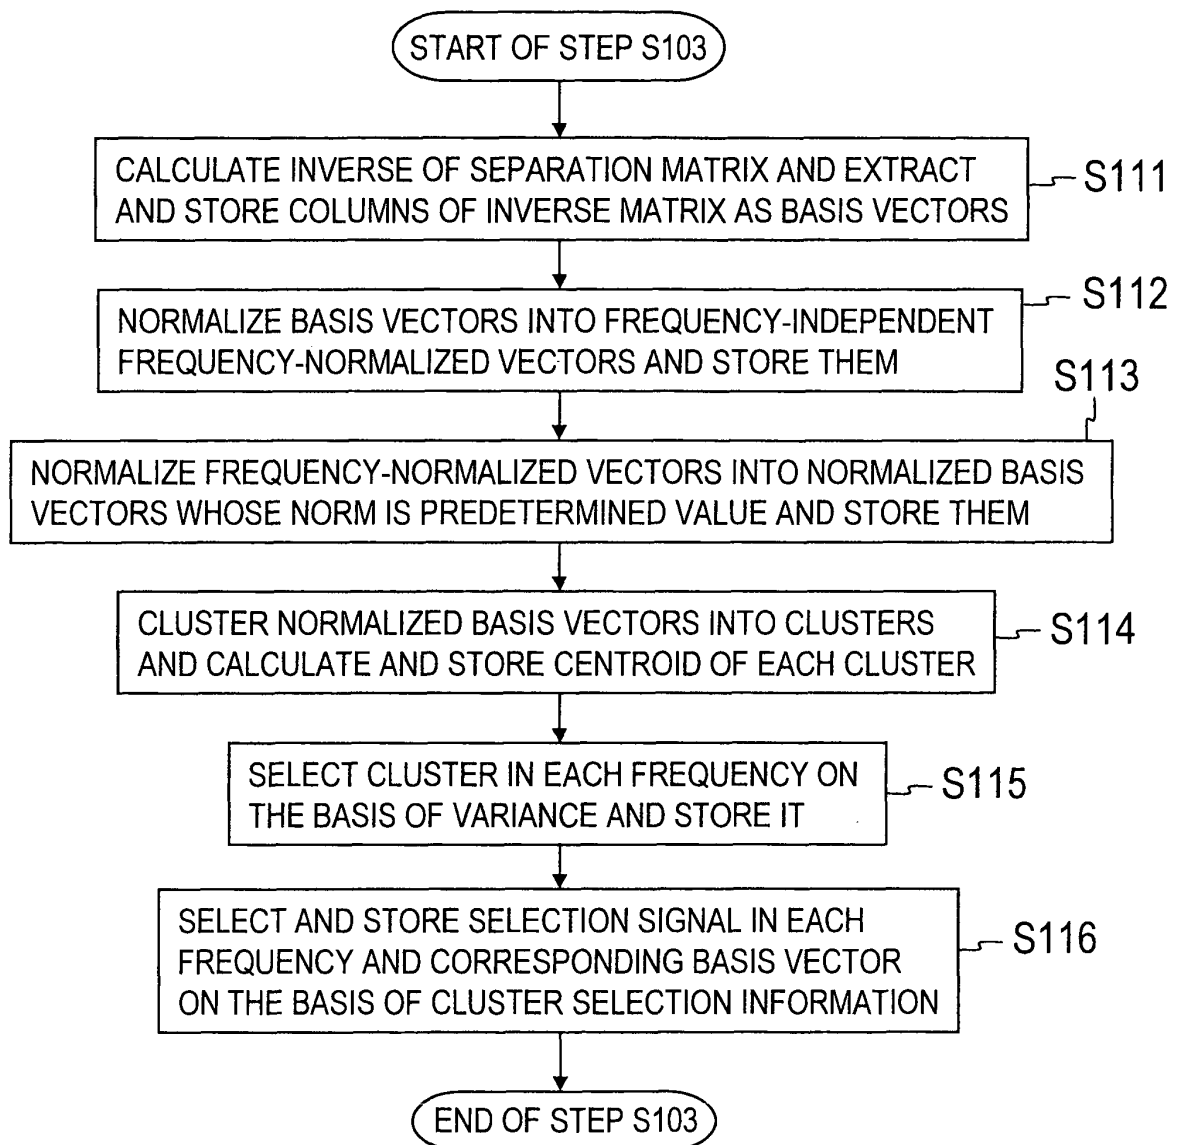 START OF STEP S103
CALCULATE INVERSE OF SEPARATION MATRIX AND EXTRACT
AND STORE COLUMNS OF INVERSE MATRIX AS BASIS VECTORS
S111
NORMALIZE BASIS VECTORS INTO FREQUENCY-INDEPENDENT
FREQUENCY-NORMALIZED VECTORS AND STORE THEM
S112
NORMALIZE FREQUENCY-NORMALIZED VECTORS INTO NORMALIZED BASIS
VECTORS WHOSE NORM IS PREDETERMINED VALUE AND STORE THEM
S113
CLUSTER NORMALIZED BASIS VECTORS INTO CLUSTERS
AND CALCULATE AND STORE CENTROID OF EACH CLUSTER
S114
SELECT CLUSTER IN EACH FREQUENCY ON
THE BASIS OF VARIANCE AND STORE IT
S115
SELECT AND STORE SELECTION SIGNAL IN EACH
FREQUENCY AND CORRESPONDING BASIS VECTOR
ON THE BASIS OF CLUSTER SELECTION INFORMATION
S116
END OF STEP S103